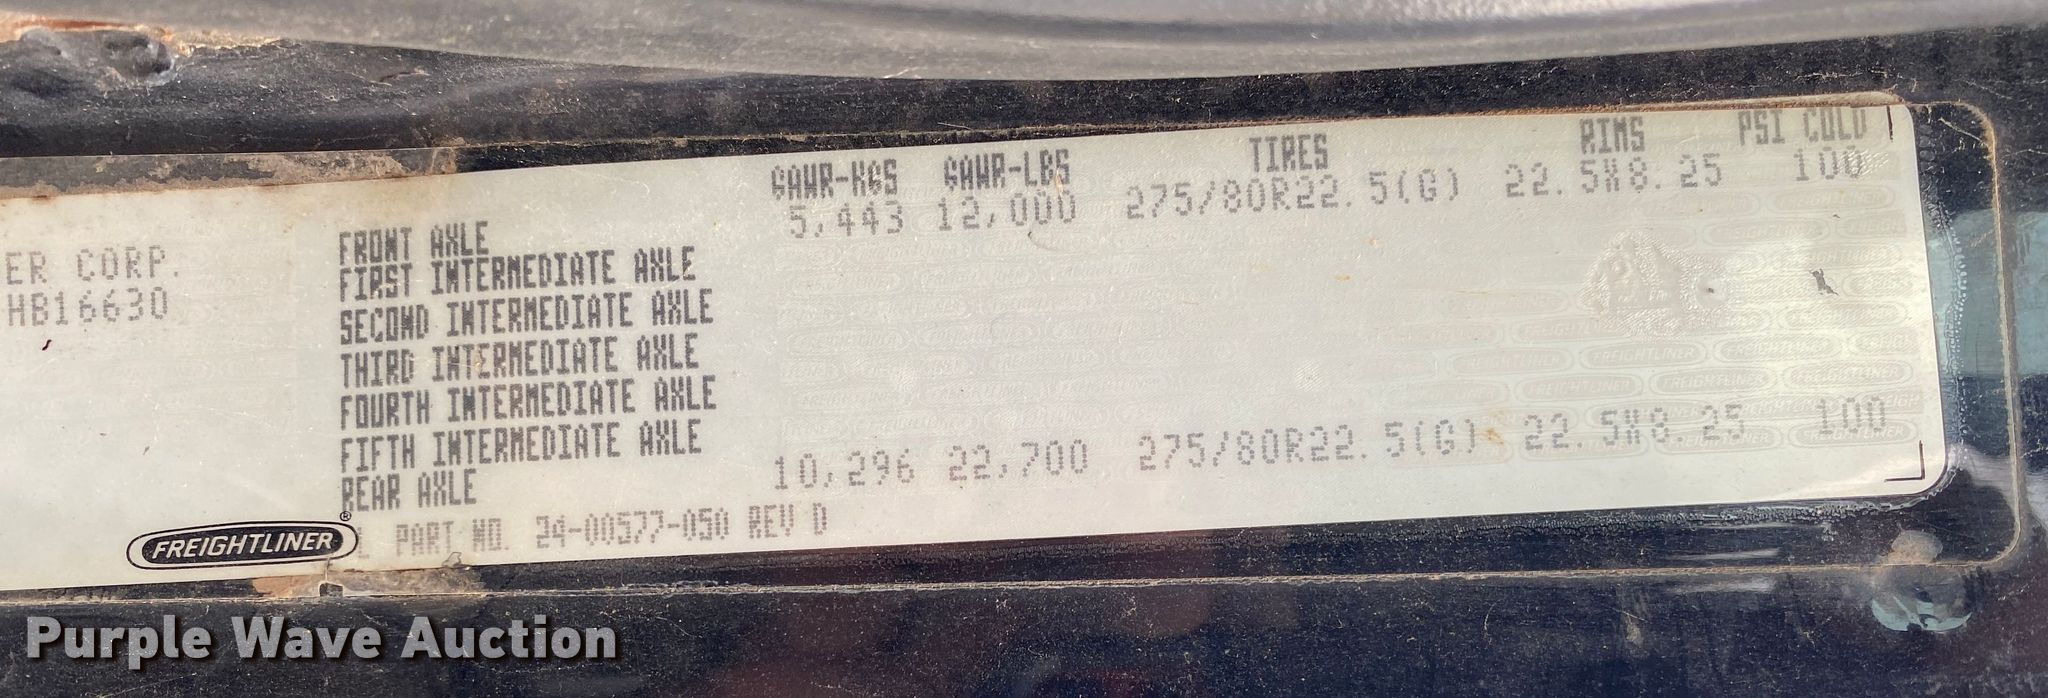 GAWR-KGS GAWR-LBS TIRES RIMS PSI COLD
FRONT AXLE 5,443 12,000 275/80R22.5(G) 22.5X8.25 100
ER CORP.
HB16630
FIRST INTERMEDIATE AXLE
SECOND INTERMEDIATE AXLE
THIRD INTERMEDIATE AXLE
FOURTH INTERMEDIATE AXLE
FIFTH INTERMEDIATE AXLE
REAR AXLE 10,296 22,700 275/80R22.5(G) 22.5X8.25 100
FREIGHTLINER® PART NO. 24-00577-050 REV D
Purple Wave Auction